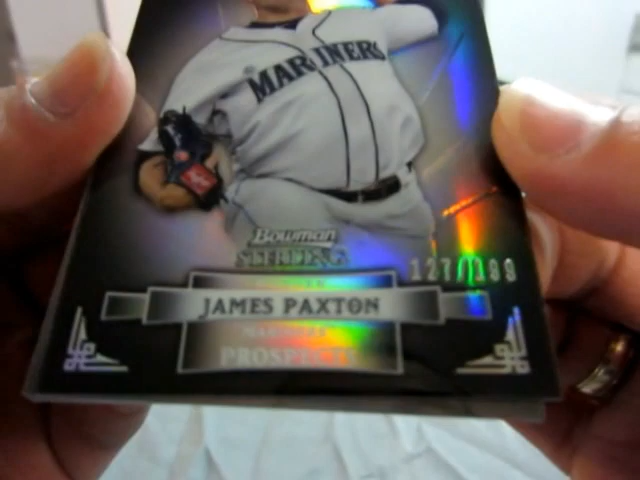 MARINERS
Bowman
STERLING
127/199
JAMES PAXTON
PROSPECTS